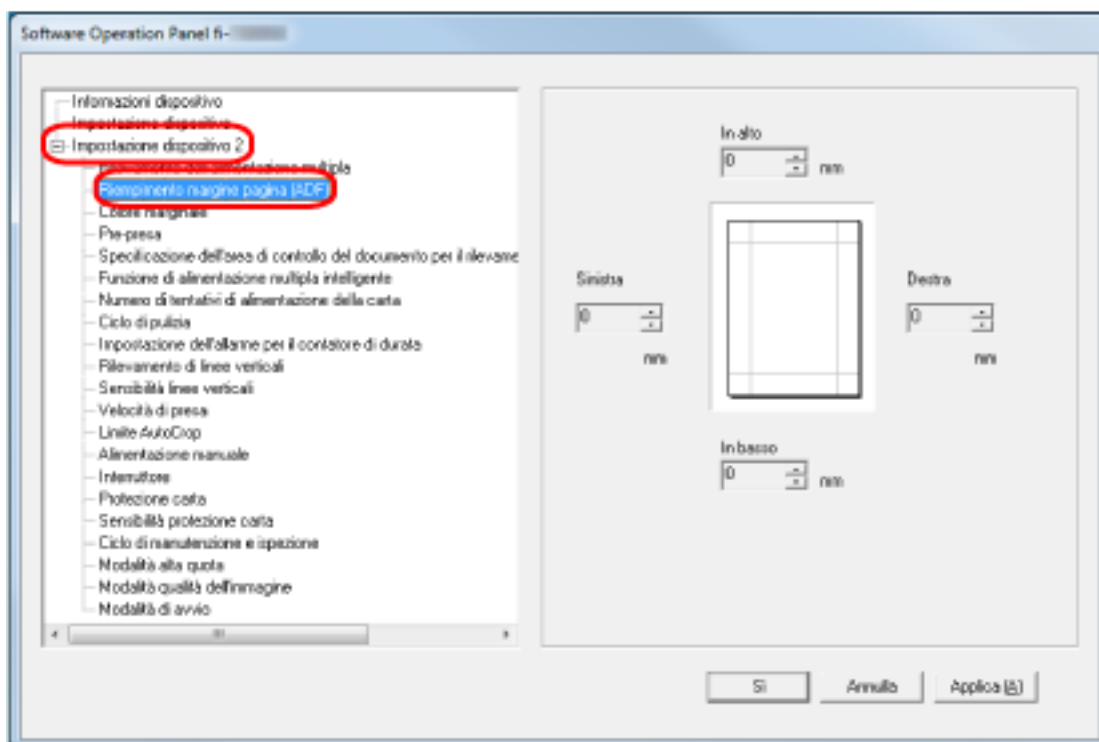 Software Operation Panel fi-
Informazioni dispositivo
Impostazione dispositivo
Impostazione dispositivo 2
alimentazione multipla
Riempimento margine pagina (ADF)
Colore marginale
Pre-presa
Specificazione dell'area di controllo del documento per il rilevame
Funzione di alimentazione multipla intelligente
Numero di tentativi di alimentazione della carta
Ciclo di pulizia
Impostazione dell'allarme per il contatore di durata
Rilevamento di linee verticali
Sensibilità linee verticali
Velocità di presa
Limite AutoCrop
Alimentazione manuale
Interruttore
Protezione carta
Sensibilità protezione carta
Ciclo di manutenzione e ispezione
Modalità alta quota
Modalità qualità dell'immagine
Modalità di avvio
In alto
0 mm
Sinistra
0
mm
Destra
0
mm
In basso
0 mm
Sì
Annulla
Applica (A)